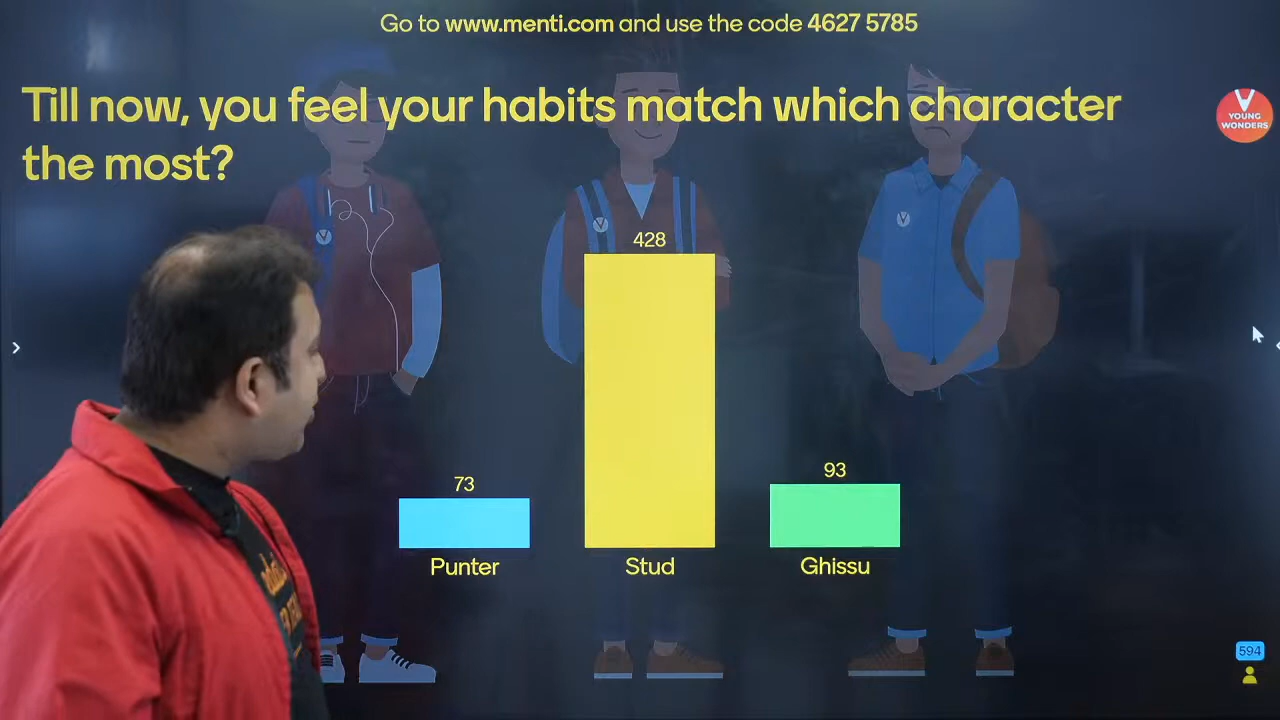 Go to www.menti.com and use the code 4627 5785
Till now, you feel your habits match which character
the most?
V
YOUNG
WONDERS
428
93
73
Punter
Stud
Ghissu
594